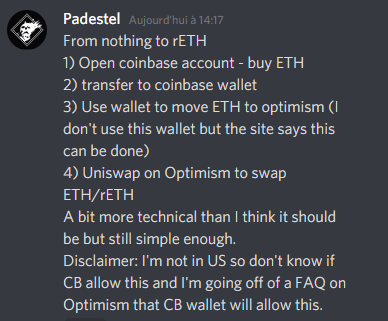 Padestel Aujourd'hui à 14:17
From nothing to rETH
1) Open coinbase account - buy ETH
2) transfer to coinbase wallet
3) Use wallet to move ETH to optimism (I
don't use this wallet but the site says this
can be done)
4) Uniswap on Optimism to swap
ETH/rETH
A bit more technical than I think it should
be but still simple enough.
Disclaimer: I'm not in US so don't know if
CB allow this and I'm going off of a FAQ on
Optimism that CB wallet will allow this.